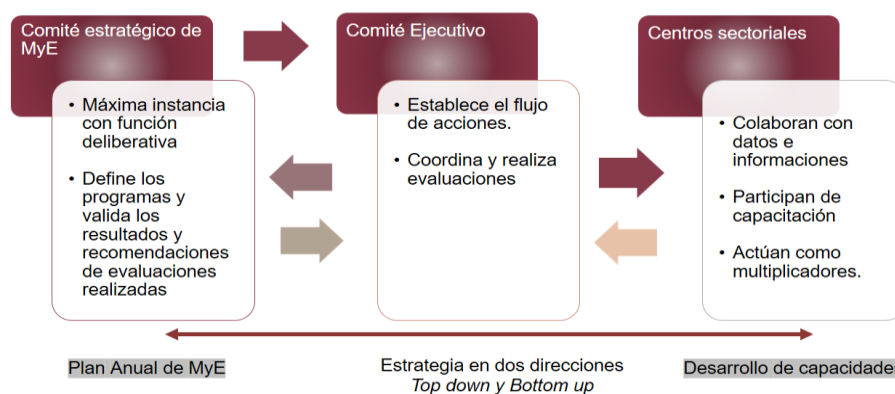 Comité estratégico de
MyE
• Máxima instancia
con función
deliberativa
• Define los
programas y
valida los
resultados y
recomendaciones
de evaluaciones
realizadas
Comité Ejecutivo
• Establece el flujo
de acciones.
• Coordina y realiza
evaluaciones
Centros sectoriales
• Colaboran con
datos e
informaciones
• Participan de
capacitación
• Actúan como
multiplicadores.
Plan Anual de MyE
Estrategia en dos direcciones
Top down y Bottom up
Desarrollo de capacidades